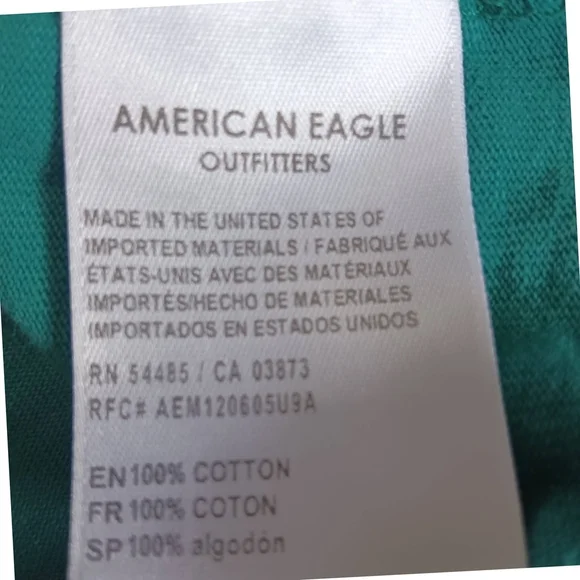 AMERICAN EAGLE
OUTFITTERS
MADE IN THE UNITED STATES OF
IMPORTED MATERIALS / FABRIQUÉ AUX
ÉTATS-UNIS AVEC DES MATÉRIAUX
IMPORTÉS/HECHO DE MATERIALES
IMPORTADOS EN ESTADOS UNIDOS
RN 54485 / CA 03873
RFC# AEM120605U9A
EN100% COTTON
FR 100% COTON
SP 100% algodón